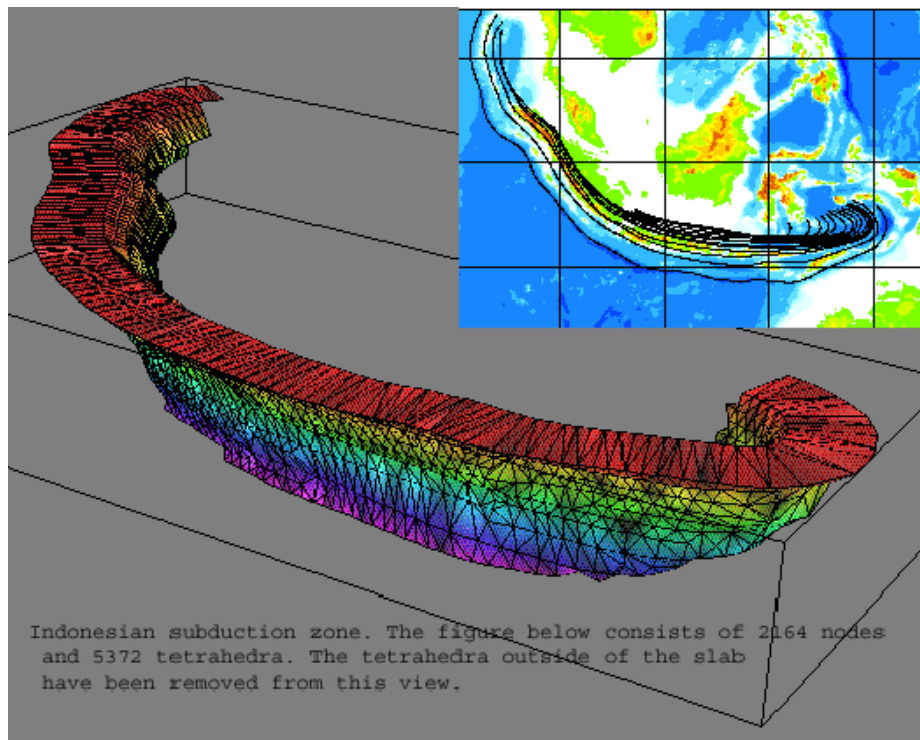 Indonesian subduction zone. The figure below consists of 2164 nodes
and 5372 tetrahedra. The tetrahedra outside of the slab
have been removed from this view.